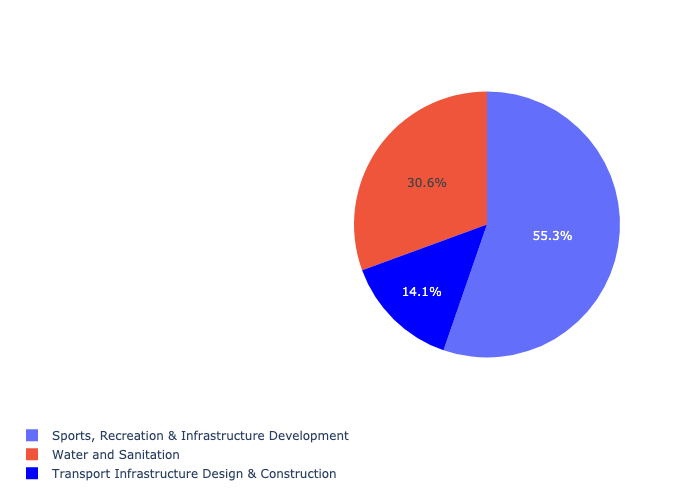 30.6%
55.3%
14.1%
Sports, Recreation & Infrastructure Development
Water and Sanitation
Transport Infrastructure Design & Construction